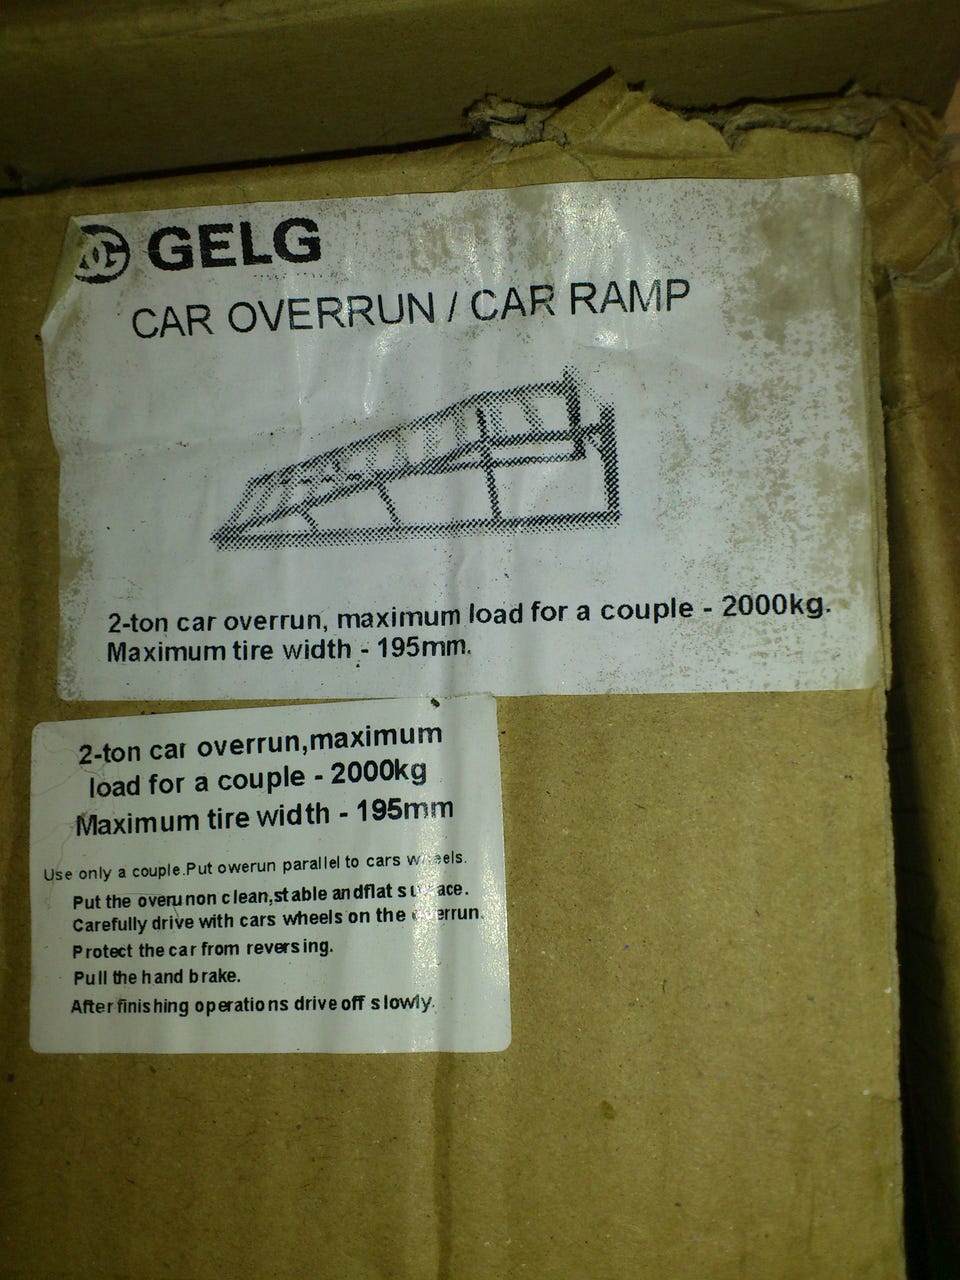 GELG
CAR OVERRUN / CAR RAMP
2-ton car overrun, maximum load for a couple - 2000kg.
Maximum tire width - 195mm.
2-ton car overrun,maximum
load for a couple - 2000kg
Maximum tire width - 195mm
Use only a couple.Put owerun parallel to cars wheels.
Put the overunon clean,stable andflat surface.
Carefully drive with cars wheels on the overrun.
Protect the car from reversing.
Pull the hand brake.
After finishing operations drive off slowly.